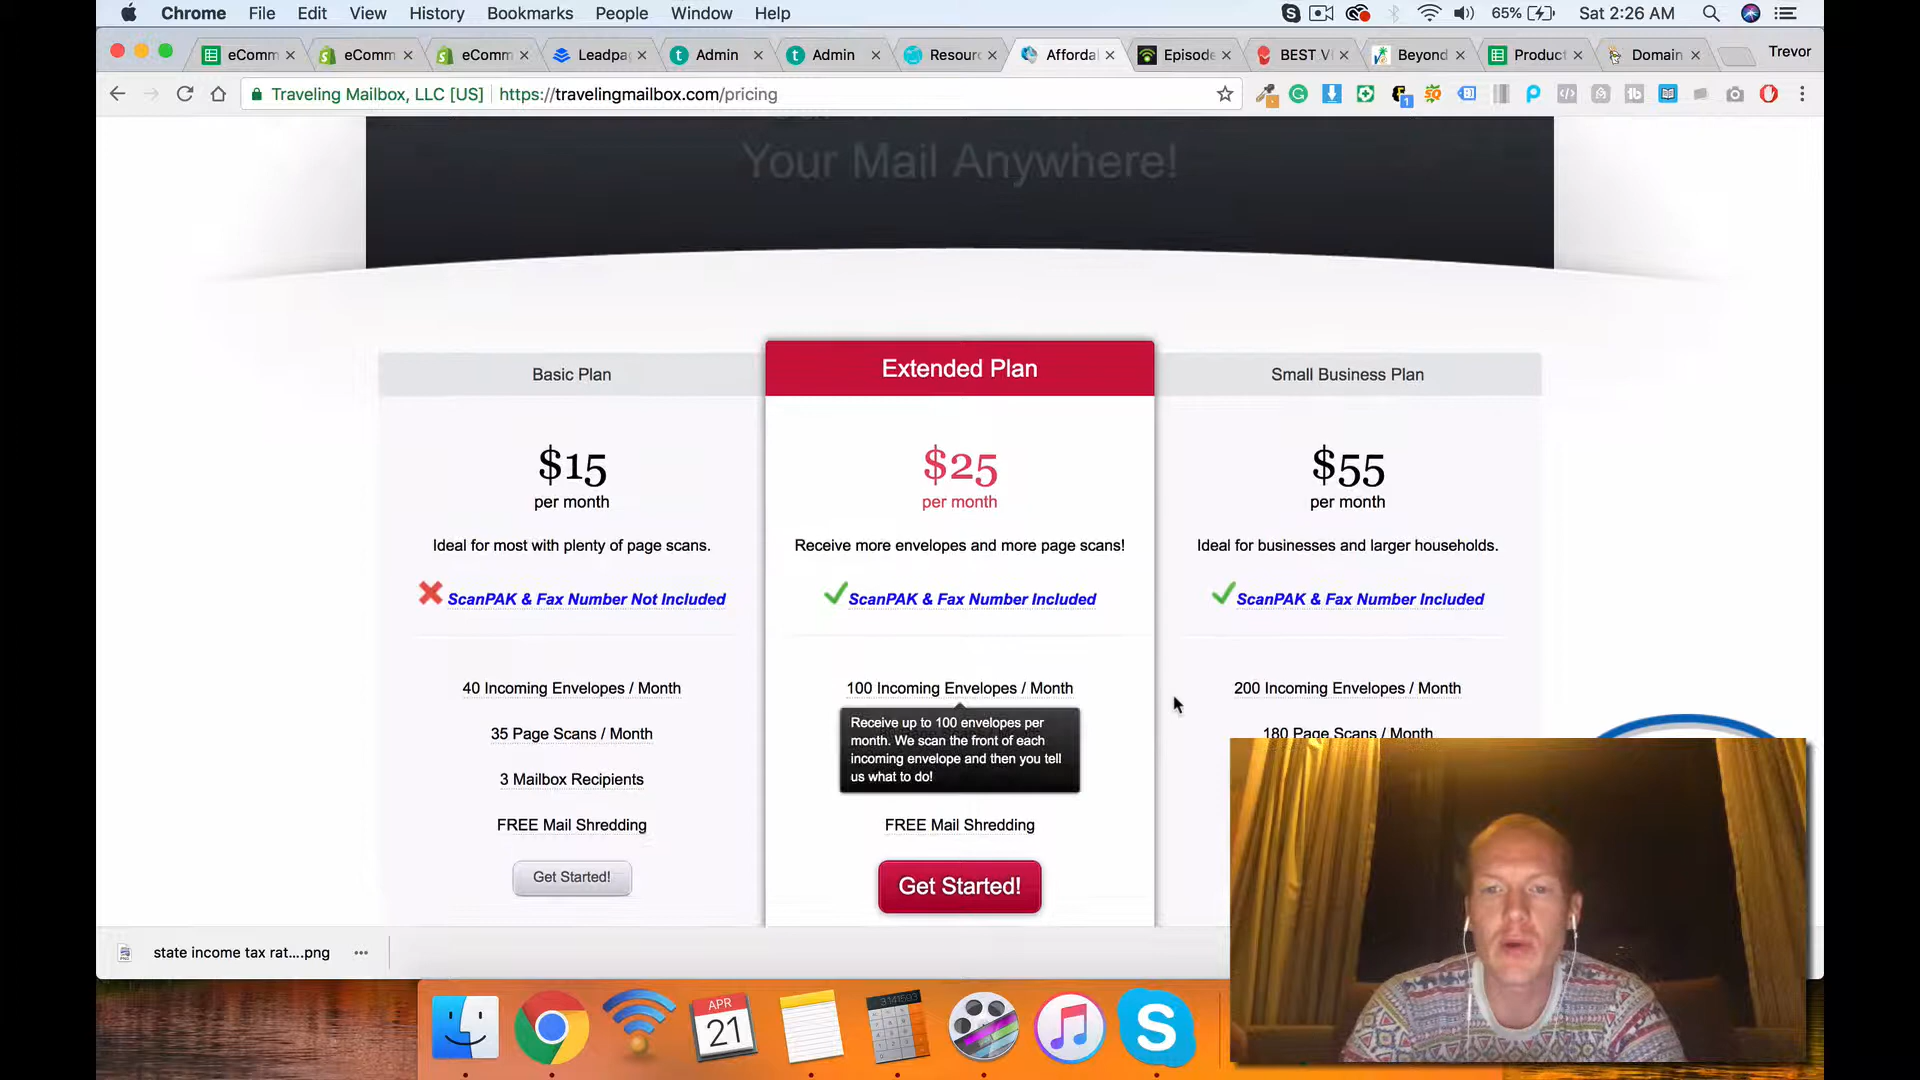 Chrome File Edit View History Bookmarks People Window Help
65% Sat 2:26 AM
eComm eComm eComm Leadpa Admin Admin Resourc Afforda Episode BEST V Beyond Product Domain Trevor
Traveling Mailbox, LLC [US] https://travelingmailbox.com/pricing
Your Mail Anywhere!
Basic Plan
$15
per month
Ideal for most with plenty of page scans.
ScanPAK & Fax Number Not Included
40 Incoming Envelopes / Month
35 Page Scans / Month
3 Mailbox Recipients
FREE Mail Shredding
Get Started!
Extended Plan
$25
per month
Receive more envelopes and more page scans!
ScanPAK & Fax Number Included
100 Incoming Envelopes / Month
Receive up to 100 envelopes per
month. We scan the front of each
incoming envelope and then you tell
us what to do!
FREE Mail Shredding
Get Started!
Small Business Plan
$55
per month
Ideal for businesses and larger households.
ScanPAK & Fax Number Included
200 Incoming Envelopes / Month
180 Page Scans / Month
state income tax rat....png
APR
21